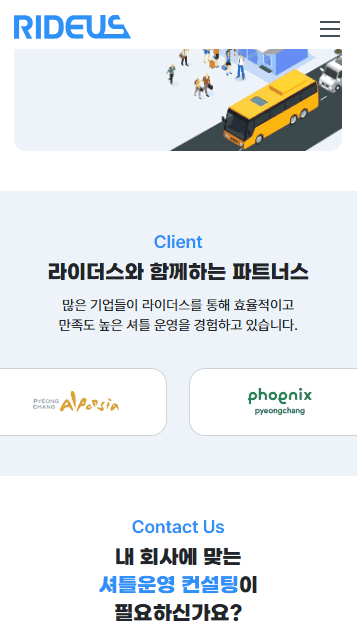 RIDEUS
Client
라이더스와 함께하는 파트너스
많은 기업들이 라이더스를 통해 효율적이고
만족도 높은 셔틀 운영을 경험하고 있습니다.
PYEONG
CHANG Alpensia
phoenix
pyeongchang
Contact Us
내 회사에 맞는
셔틀운영 컨설팅이
필요하신가요?